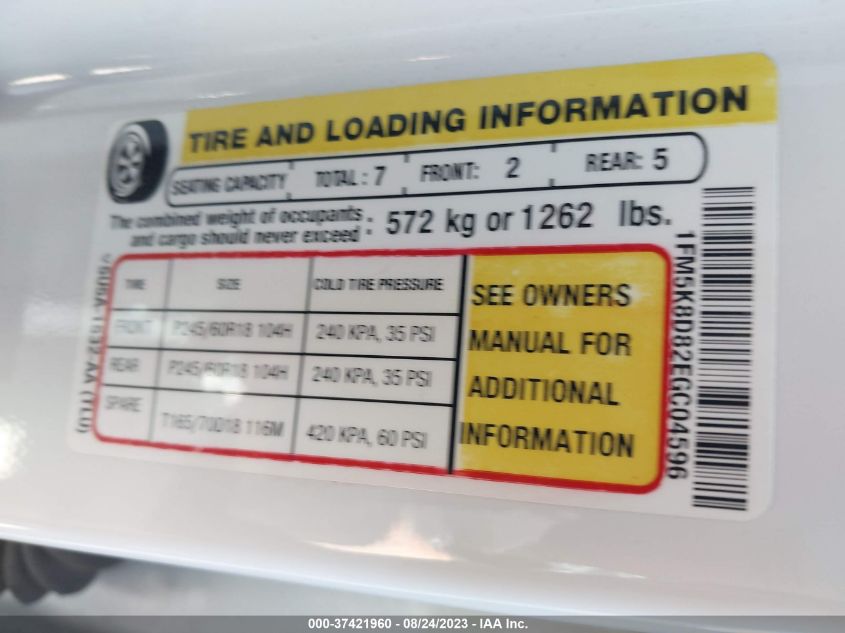 TIRE AND LOADING INFORMATION
SEATING CAPACITY TOTAL: 7 FRONT: 2 REAR: 5
The combined weight of occupants and cargo should never exceed: 572 kg or 1262 lbs.
TIRE SIZE COLD TIRE PRESSURE
FRONT P245/60R18 104H 240 KPA, 35 PSI
REAR P245/60R18 104H 240 KPA, 35 PSI
SPARE T165/70D18 116M 420 KPA, 60 PSI
SEE OWNERS
MANUAL FOR
ADDITIONAL
INFORMATION
1FM5K8D82EGC04596
000-37421960 - 08/24/2023 - IAA Inc.